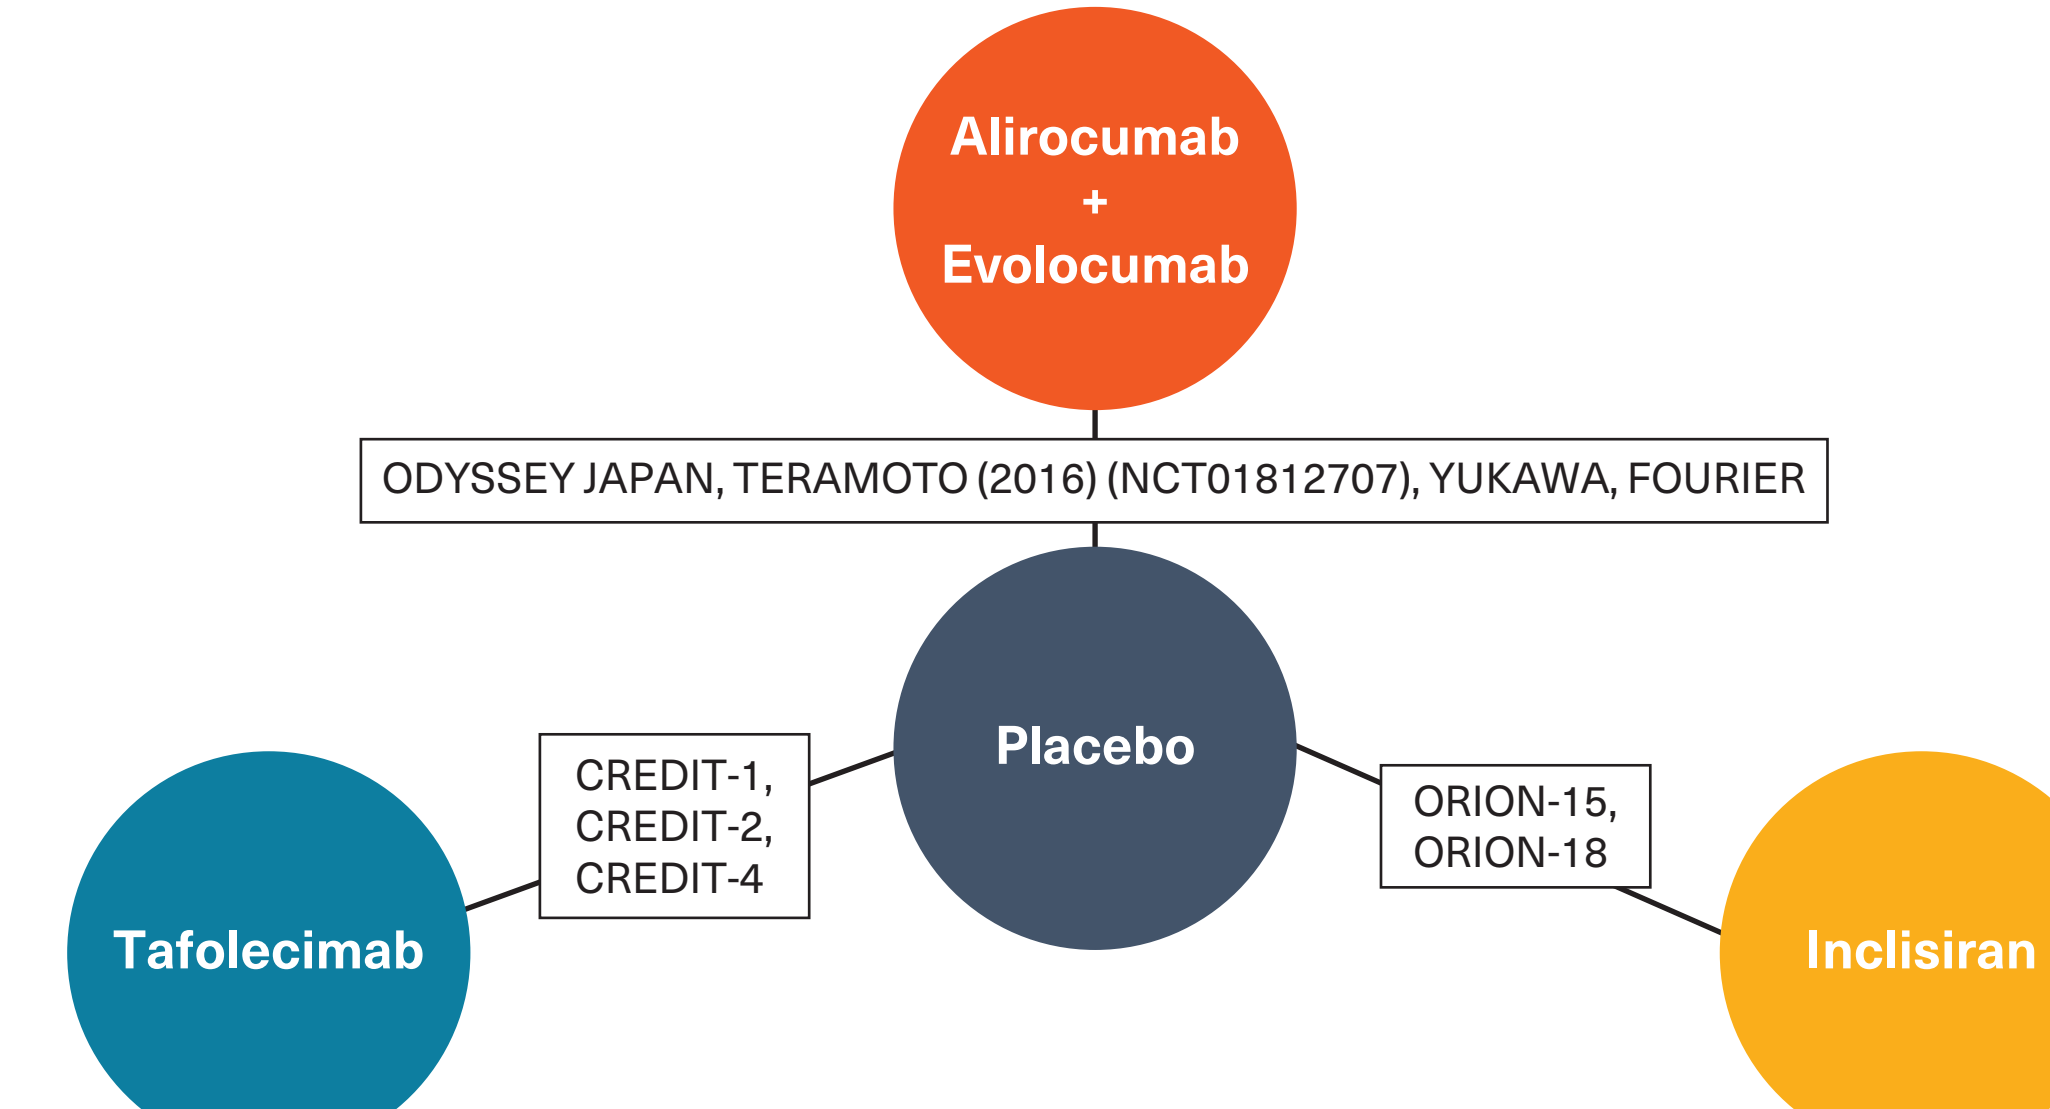 Alirocumab
+
Evolocumab
ODYSSEY JAPAN, TERAMOTO (2016) (NCT01812707), YUKAWA, FOURIER
Placebo
CREDIT-1,
CREDIT-2,
CREDIT-4
ORION-15,
ORION-18
Tafolecimab
Inclisiran